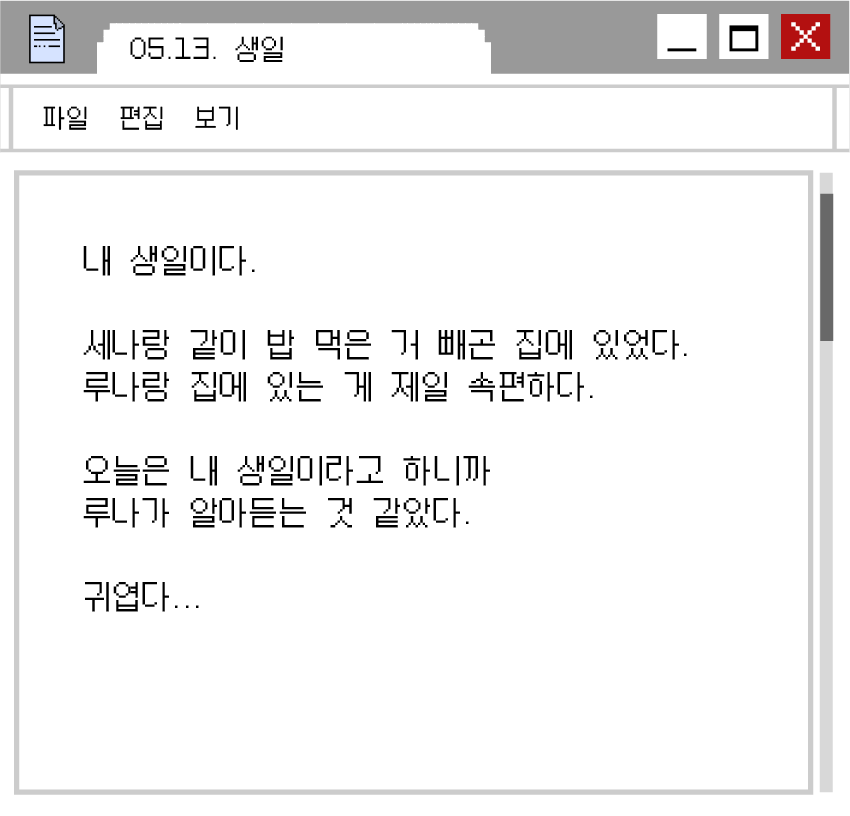 05.13. 생일
파일 편집 보기
내 생일이다.
세나랑 같이 밥 먹은 거 빼곤 집에 있었다.
루나랑 집에 있는 게 제일 속편하다.
오늘은 내 생일이라고 하니까
루나가 알아듣는 것 같았다.
귀엽다...